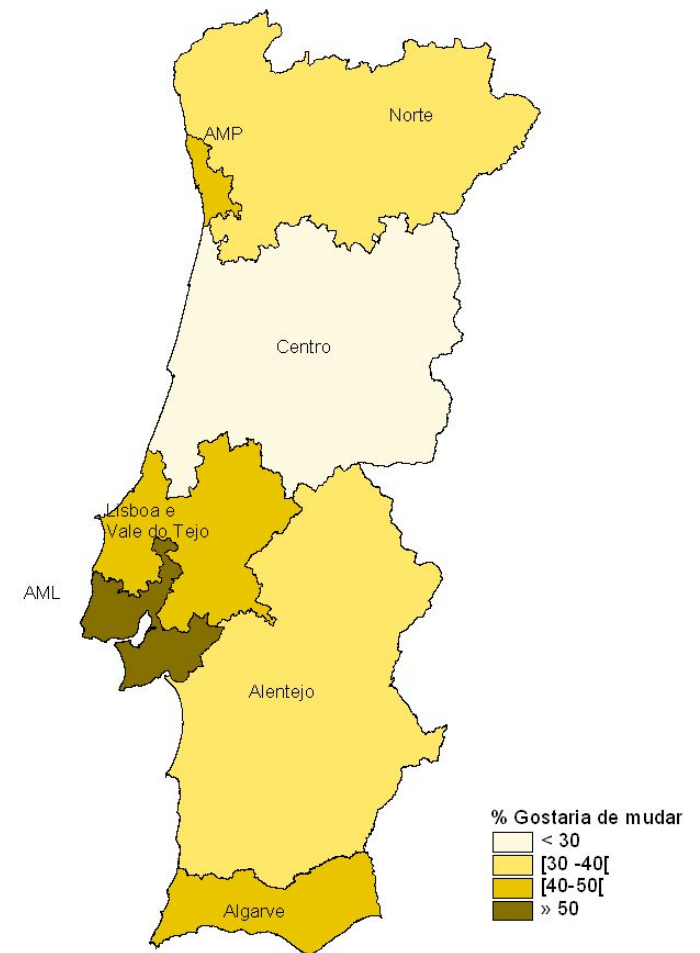 Norte
AMP
Centro
Lisboa e
Vale do Tejo
AML
Alentejo
Algarve
% Gostaria de mudar
< 30
[30 -40[
[40-50[
» 50